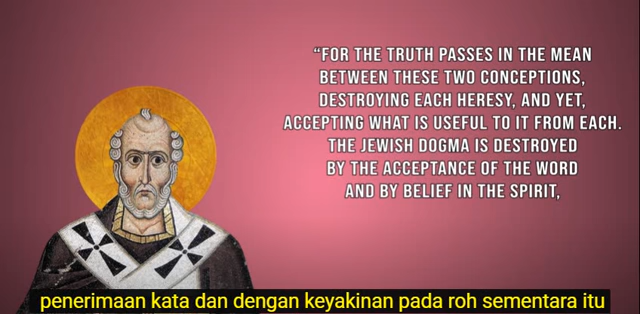 “FOR THE TRUTH PASSES IN THE MEAN
BETWEEN THESE TWO CONCEPTIONS,
DESTROYING EACH HERESY, AND YET,
ACCEPTING WHAT IS USEFUL TO IT FROM EACH.
THE JEWISH DOGMA IS DESTROYED
BY THE ACCEPTANCE OF THE WORD
AND BY BELIEF IN THE SPIRIT,
penerimaan kata dan dengan keyakinan pada roh sementara itu